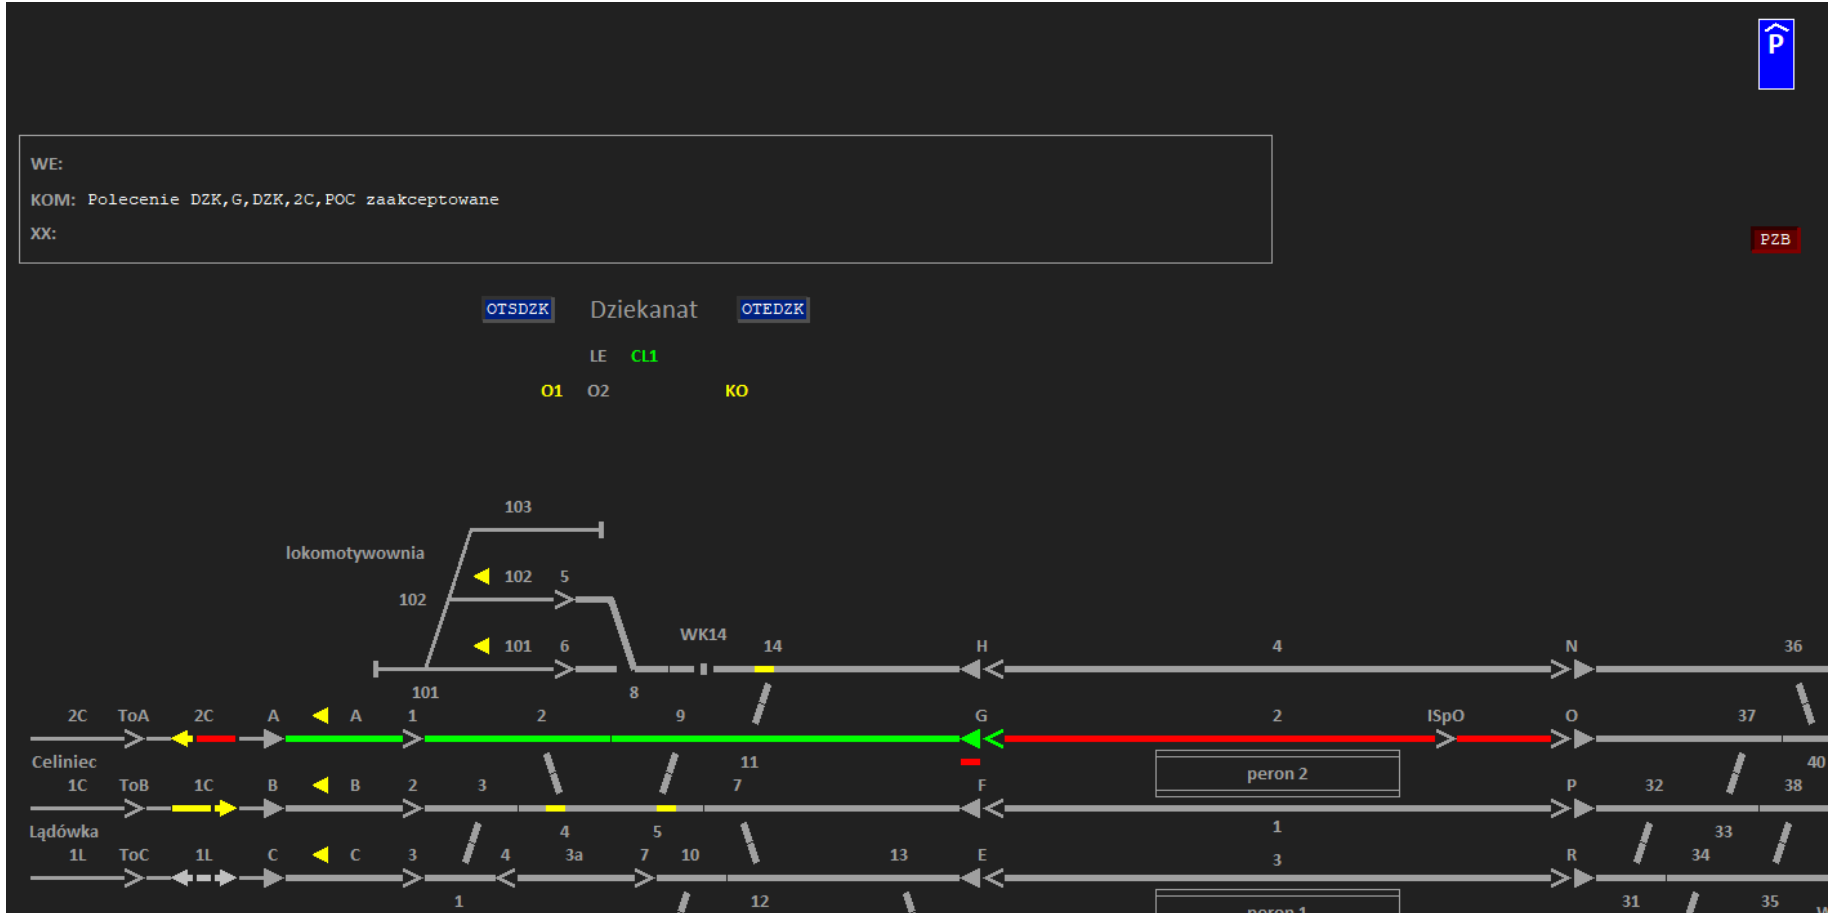 P
WE:
KOM: Polecenie DZK,G,DZK,2C,POC zaakceptowane
XX:
PZB
OTSDZK Dziekanat OTEDZK
LE CL1
O1 O2 KO
103
lokomotywownia
102 5
102
WK14
101 6 14 H 4 N 36
101 8
2C ToA 2C A A 1 2 9 G 2 ISpO O 37
Celiniec 11 peron 2 40
1C ToB 1C B B 2 3 7 F P 32 38
Lądówka 4 5 1 33
1L ToC 1L C C 3 4 3a 7 10 13 E 3 R 34
1 12 peron 1 31 35